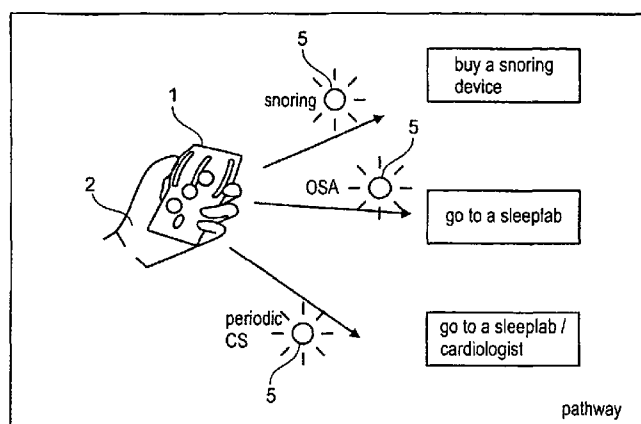 5
buy a snoring
device
snoring
1
5
OSA
2
go to a sleeplab
periodic
CS
go to a sleeplab /
cardiologist
5
pathway